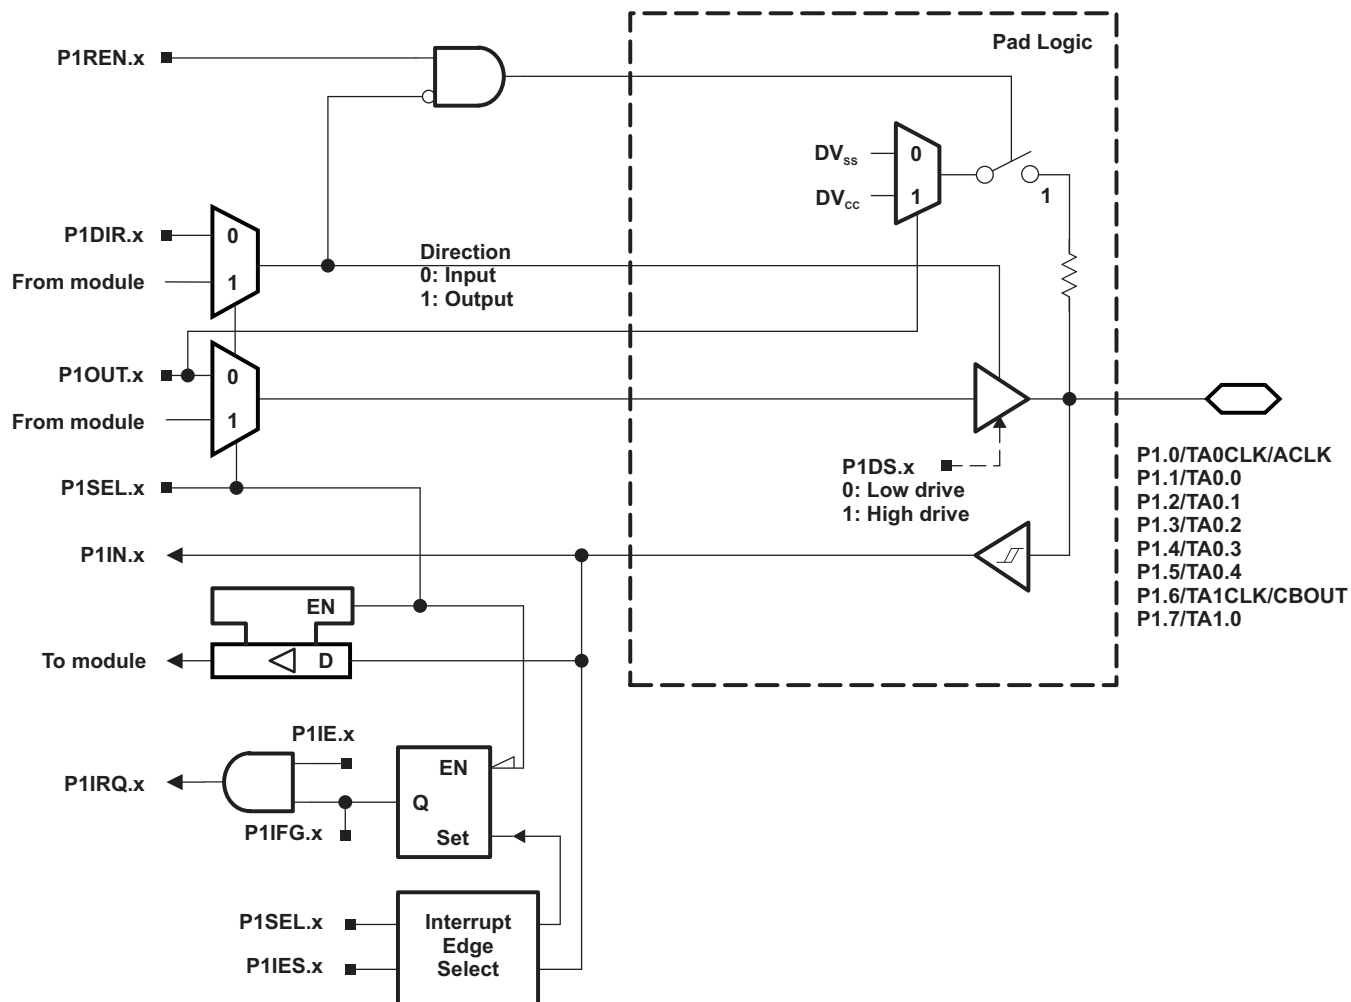 Pad Logic
P1REN.x
DVss
0
DVcc
1
1
P1DIR.x
0
From module
1
Direction
0: Input
1: Output
P1OUT.x
0
From module
1
P1SEL.x
P1DS.x
0: Low drive
1: High drive
P1.0/TA0CLK/ACLK
P1.1/TA0.0
P1.2/TA0.1
P1.3/TA0.2
P1.4/TA0.3
P1.5/TA0.4
P1.6/TA1CLK/CBOUT
P1.7/TA1.0
P1IN.x
EN
To module
D
P1IE.x
P1IRQ.x
EN
Q
P1IFG.x
Set
P1SEL.x
P1IES.x
Interrupt
Edge
Select